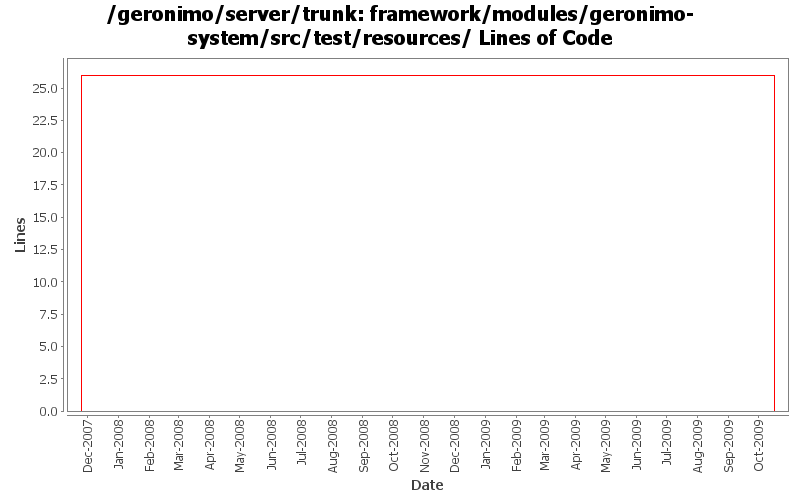 /geronimo/server/trunk: framework/modules/geronimo-
system/src/test/resources/ Lines of Code
Lines
25.0
22.5
20.0
17.5
15.0
12.5
10.0
7.5
5.0
2.5
0.0
Dec-2007
Jan-2008
Feb-2008
Mar-2008
Apr-2008
May-2008
Jun-2008
Jul-2008
Aug-2008
Sep-2008
Oct-2008
Nov-2008
Dec-2008
Jan-2009
Feb-2009
Mar-2009
Apr-2009
May-2009
Jun-2009
Jul-2009
Aug-2009
Sep-2009
Oct-2009
Date